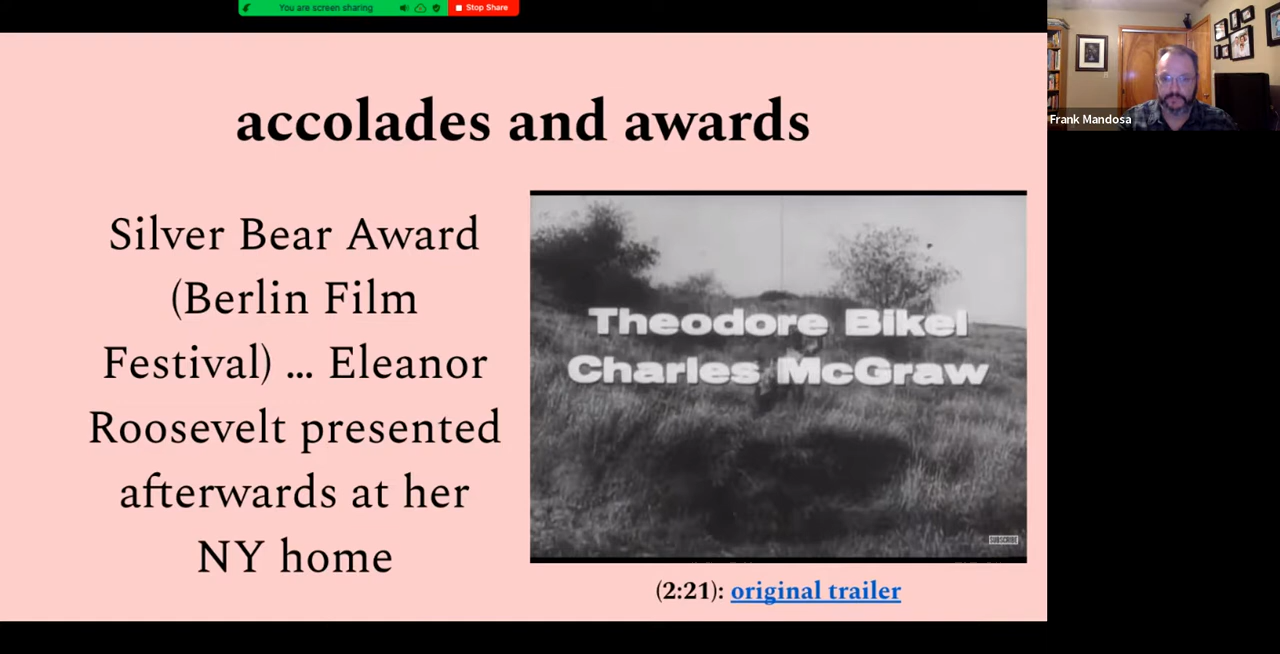 You are screen sharing
Stop Share
accolades and awards
Silver Bear Award
(Berlin Film
Festival) ... Eleanor
Roosevelt presented
afterwards at her
NY home
Theodore Bikel
Charles McGraw
SUBSCRIBE
(2:21): original trailer
Frank Mandosa